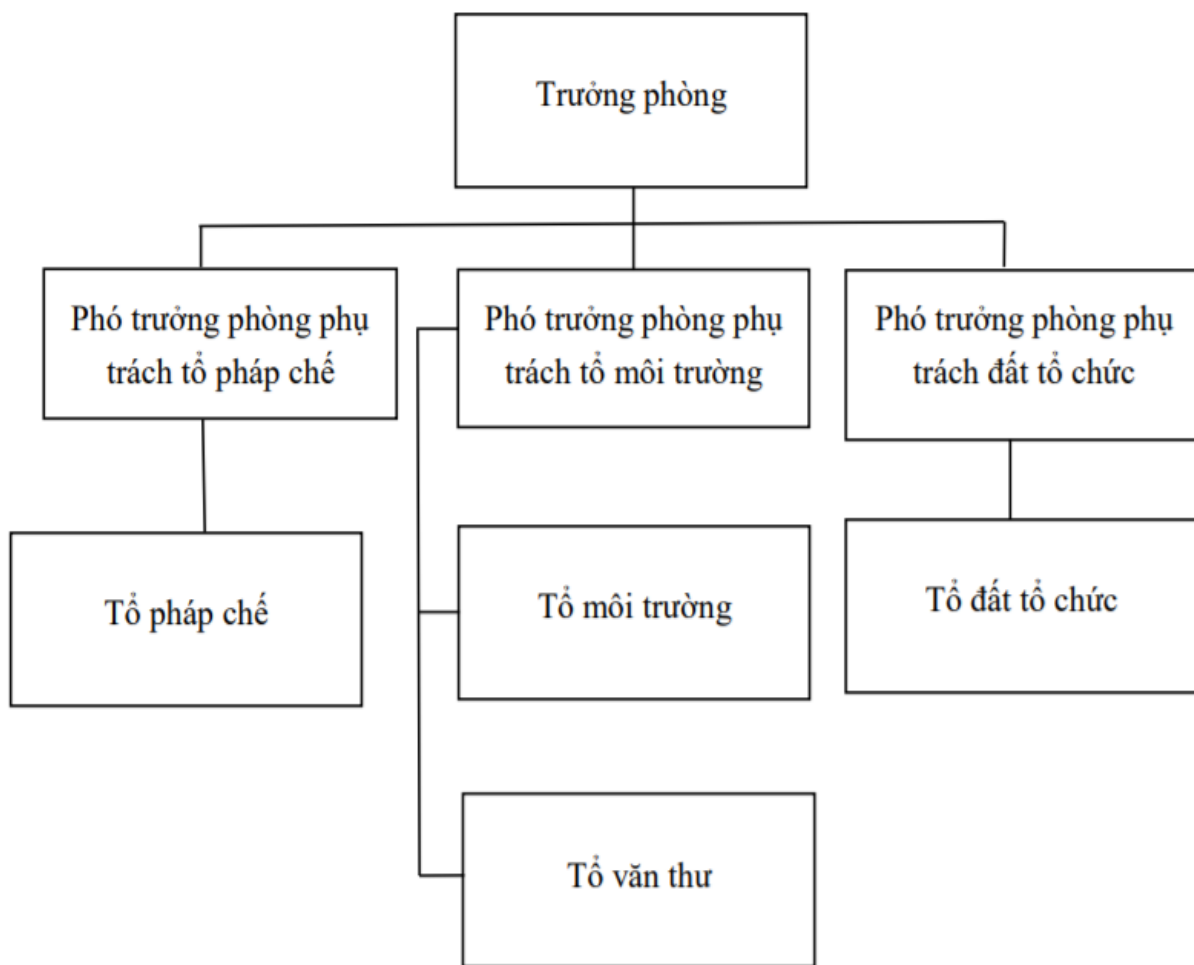 Trưởng phòng
Phó trưởng phòng phụ
trách tổ pháp chế
Phó trưởng phòng phụ
trách tổ môi trường
Phó trưởng phòng phụ
trách đất tổ chức
Tổ pháp chế
Tổ môi trường
Tổ đất tổ chức
Tổ văn thư